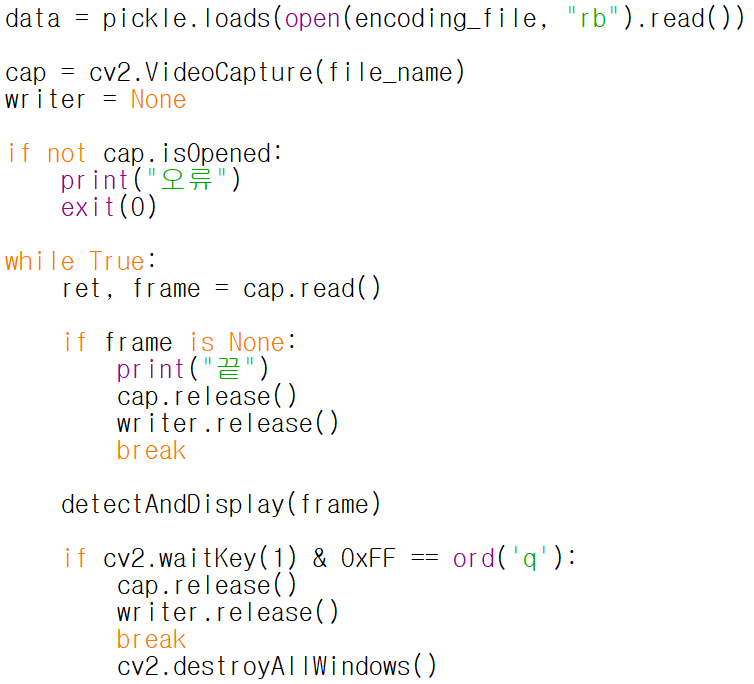 data = pickle.loads(open(encoding_file, "rb").read())
cap = cv2.VideoCapture(file_name)
writer = None
if not cap.isOpened:
    print("오류")
    exit(0)
while True:
    ret, frame = cap.read()
    if frame is None:
        print("끝")
        cap.release()
        writer.release()
        break
    detectAndDisplay(frame)
    if cv2.waitKey(1) & 0xFF == ord('q'):
        cap.release()
        writer.release()
        break
        cv2.destroyAllWindows()